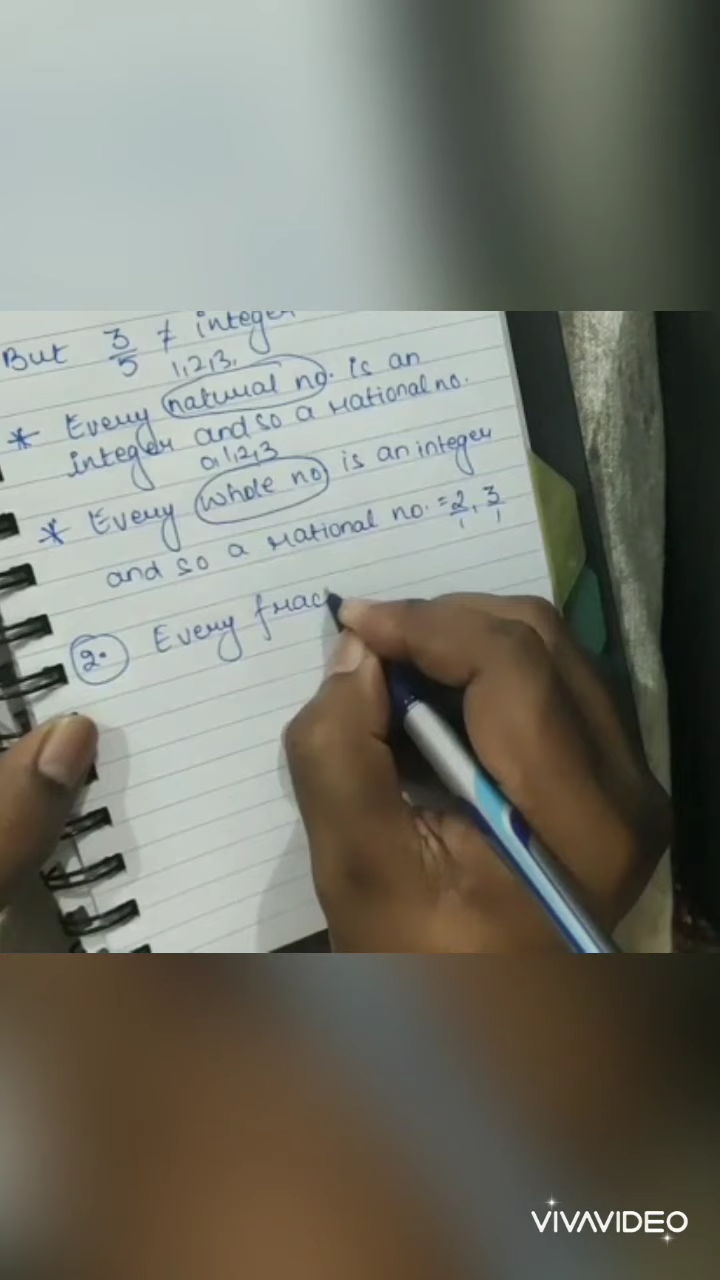 But 3/5 ≠ integer
1,2,3,
* Every natural no. is an
integer and so a rational no.
0,1,2,3
* Every whole no is an integer
and so a rational no. = 2/1, 3/1
2. Every frac
VIVAVIDEO